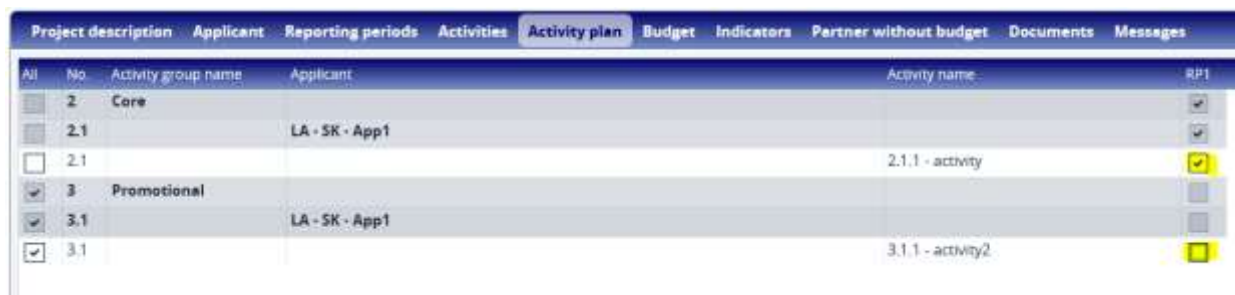 Project description Applicant Reporting periods Activities Activity plan Budget Indicators Partner without budget Documents Messages
All No. Activity group name Applicant Activity name RP1
2 Core
2.1 LA - SK - App1
2.1 2.1.1 - activity
3 Promotional
3.1 LA - SK - App1
3.1 3.1.1 - activity2